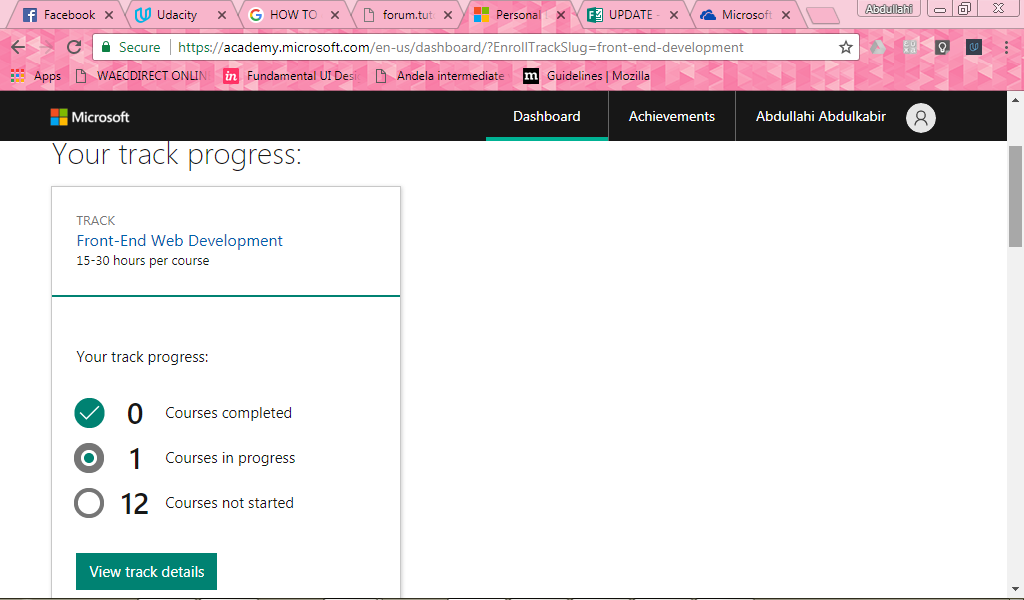 Facebook
Udacity
HOW TO
forum.tut
Personal
UPDATE -
Microsoft
Abdullahi
Secure
https://academy.microsoft.com/en-us/dashboard/?EnrollTrackSlug=front-end-development
Apps
WAECDIRECT ONLIN
in
Fundamental UI Desi
Andela intermediate
m
Guidelines | Mozilla
Microsoft
Dashboard
Achievements
Abdullahi Abdulkabir
Your track progress:
TRACK
Front-End Web Development
15-30 hours per course
Your track progress:
0 Courses completed
1 Courses in progress
12 Courses not started
View track details